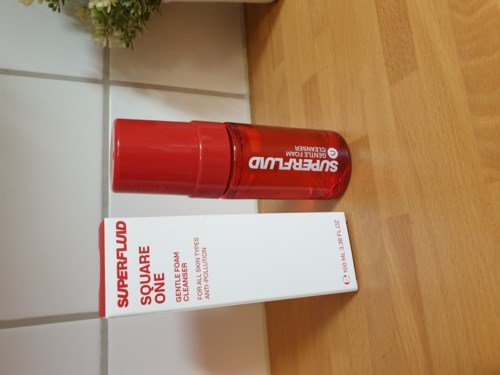 SUPERFLUID
GENTLE FOAM
CLEANSER
SUPERFLUID
SQUARE
ONE
GENTLE FOAM
CLEANSER
FOR ALL SKIN TYPES
ANTI-POLLUTION
℮ 100 ML 3.38 FL.OZ